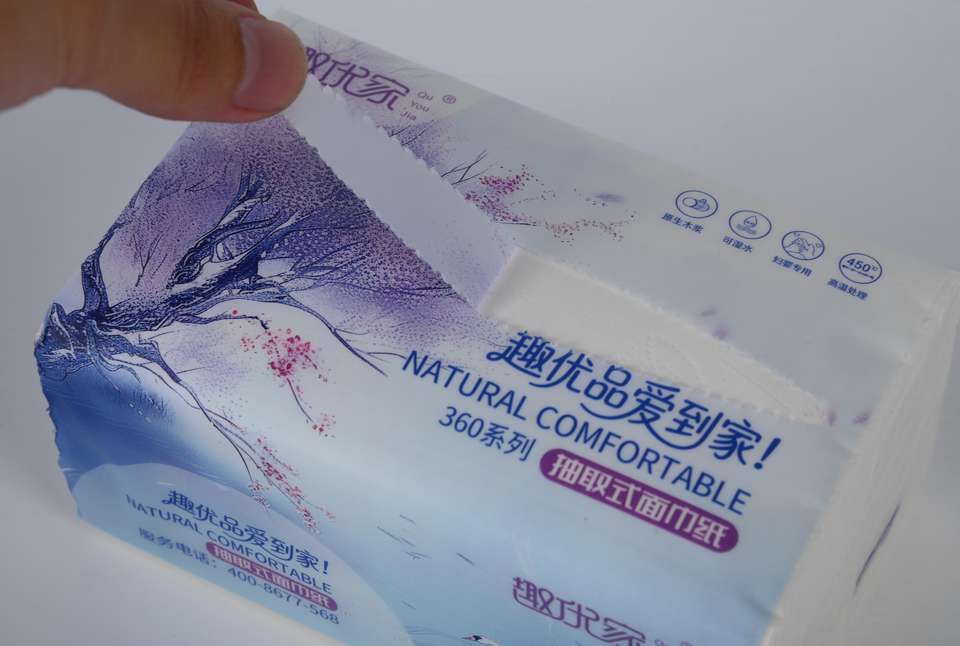 趣优家
Qu
You
Jia
®
原生木浆
可湿水
妇婴专用
450℃
高温处理
趣优品爱到家!
NATURAL COMFORTABLE
360系列
抽取式面巾纸
趣优品爱到家!
NATURAL COMFORTABLE
抽取式面巾纸
服务电话：400-8677-568
趣优家